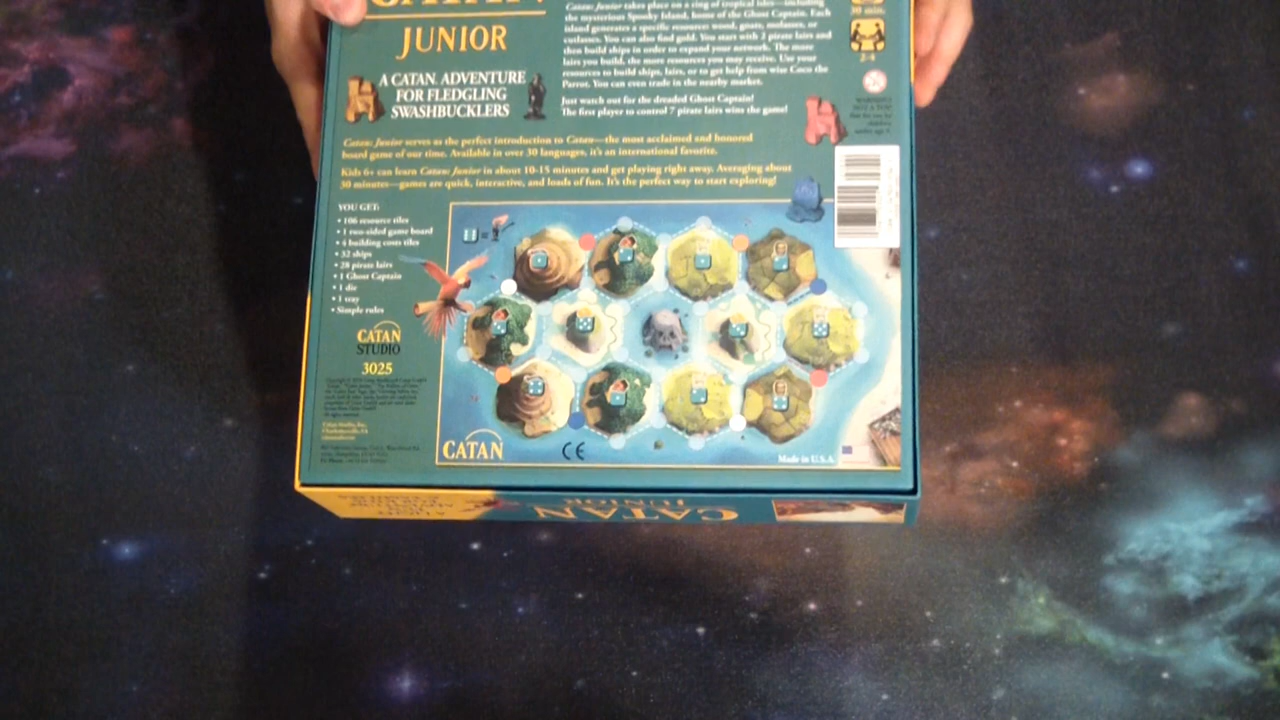 CATAN
JUNIOR
A CATAN ADVENTURE
FOR FLEDGLING
SWASHBUCKLERS
Catan: Junior takes place on a ring of tropical isles—including
the mysterious Spooky Island, home of the Ghost Captain. Each
island generates a specific resource: wood, goats, molasses, or
cutlasses. You can also find gold. You start with 2 pirate lairs and
then build ships in order to expand your network. The more
lairs you build, the more resources you may receive. Use your
resources to build ships, lairs, or to get help from wise Coco the
Parrot. You can even trade in the nearby market.
Just watch out for the dreaded Ghost Captain!
The first player to control 7 pirate lairs wins the game!
30 min.
2-4
Catan: Junior serves as the perfect introduction to Catan—the most acclaimed and honored
board game of our time. Available in over 30 languages, it's an international favorite.
Kids 6+ can learn Catan: Junior in about 10-15 minutes and get playing right away. Averaging about
30 minutes—games are quick, interactive, and loads of fun. It's the perfect way to start exploring!
YOU GET:
• 106 resource tiles
• 1 two-sided game board
• 4 building costs tiles
• 32 ships
• 28 pirate lairs
• 1 Ghost Captain
• 1 die
• 1 tray
• Simple rules
CATAN
STUDIO
3025
Catan Studio, Inc.
CATAN
CE
Made in U.S.A.
CATAN
JUNIOR